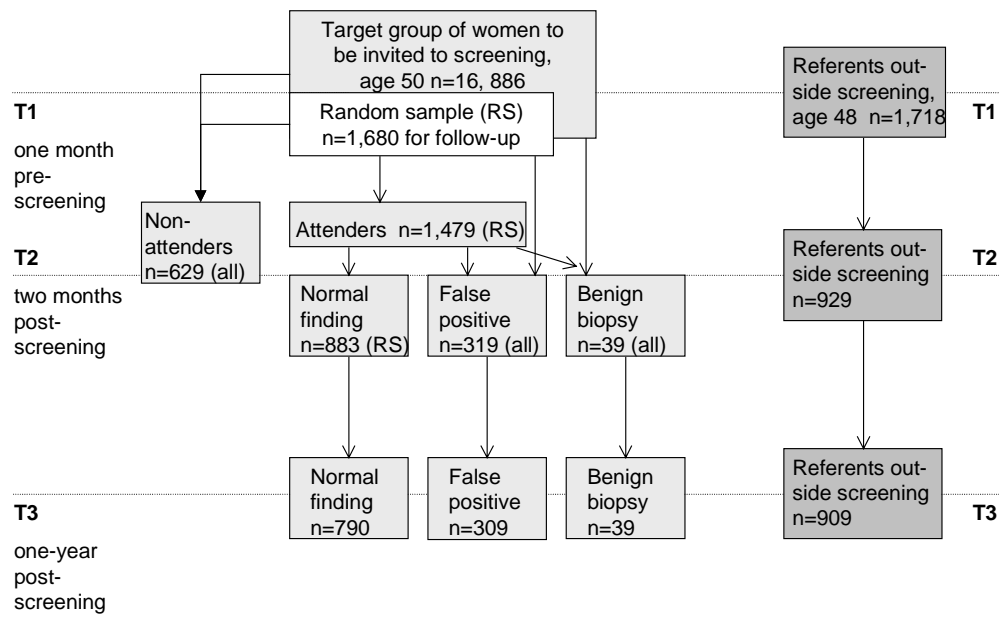 Target group of women to
be invited to screening,
age 50 n=16, 886
Referents out-
side screening,
age 48 n=1,718
T1
Random sample (RS)
n=1,680 for follow-up
T1
one month
pre-
screening
Non-
attenders
n=629 (all)
Attenders n=1,479 (RS)
Referents out-
side screening
n=929
T2
T2
two months
post-
screening
Normal
finding
n=883 (RS)
False
positive
n=319 (all)
Benign
biopsy
n=39 (all)
Normal
finding
n=790
False
positive
n=309
Benign
biopsy
n=39
Referents out-
side screening
n=909
T3
T3
one-year
post-
screening